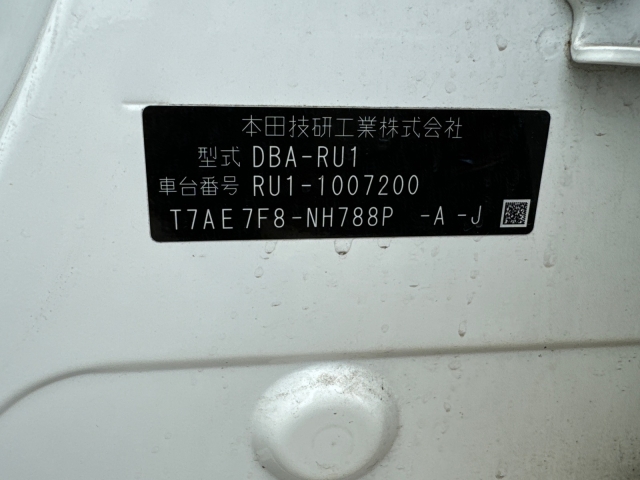 本田技研工業株式会社
型式 DBA-RU1
車台番号 RU1-1007200
T7AE7F8-NH788P -A-J